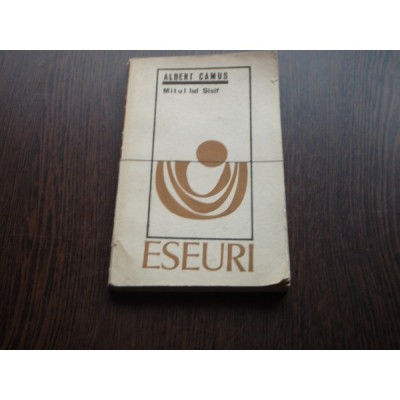 ALBERT CAMUS
Mitul lui Sisif
ESEURI